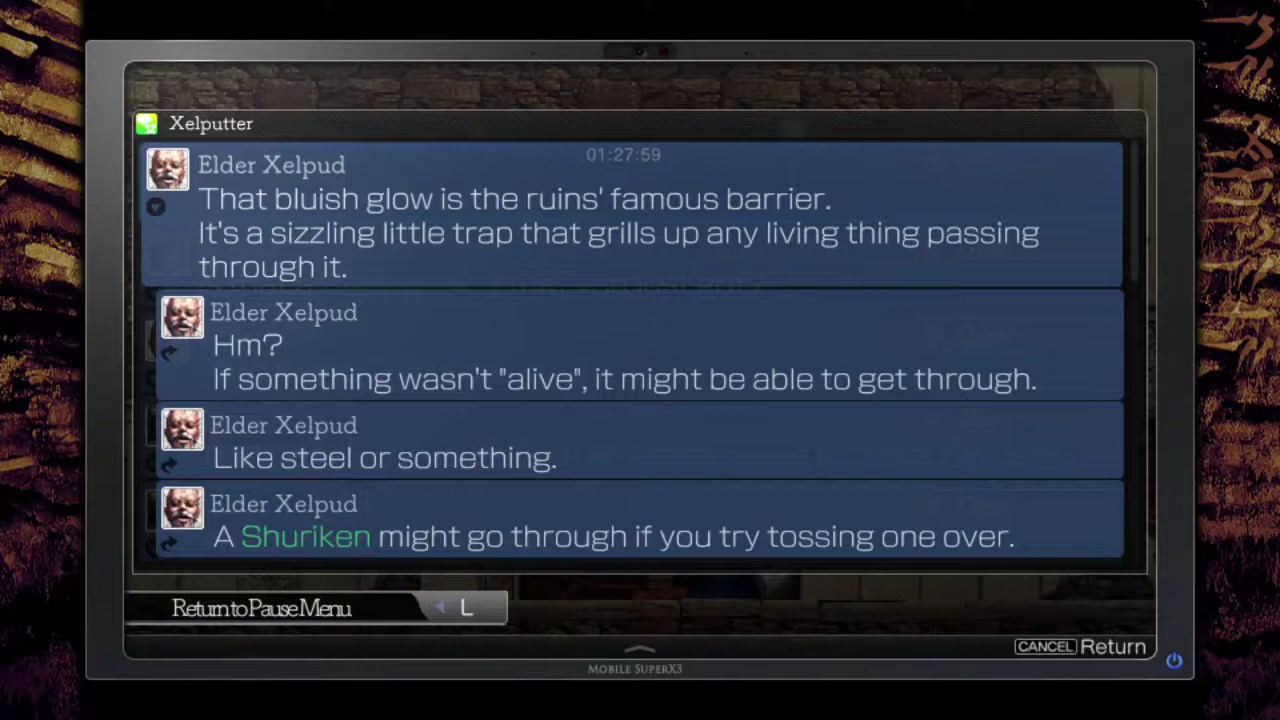 Xelputter
01:27:59
Elder Xelpud
That bluish glow is the ruins' famous barrier.
It's a sizzling little trap that grills up any living thing passing
through it.
Elder Xelpud
Hm?
If something wasn't "alive", it might be able to get through.
Elder Xelpud
Like steel or something.
Elder Xelpud
A Shuriken might go through if you try tossing one over.
Return to Pause Menu L
CANCEL Return
MOBILE SUPERX3